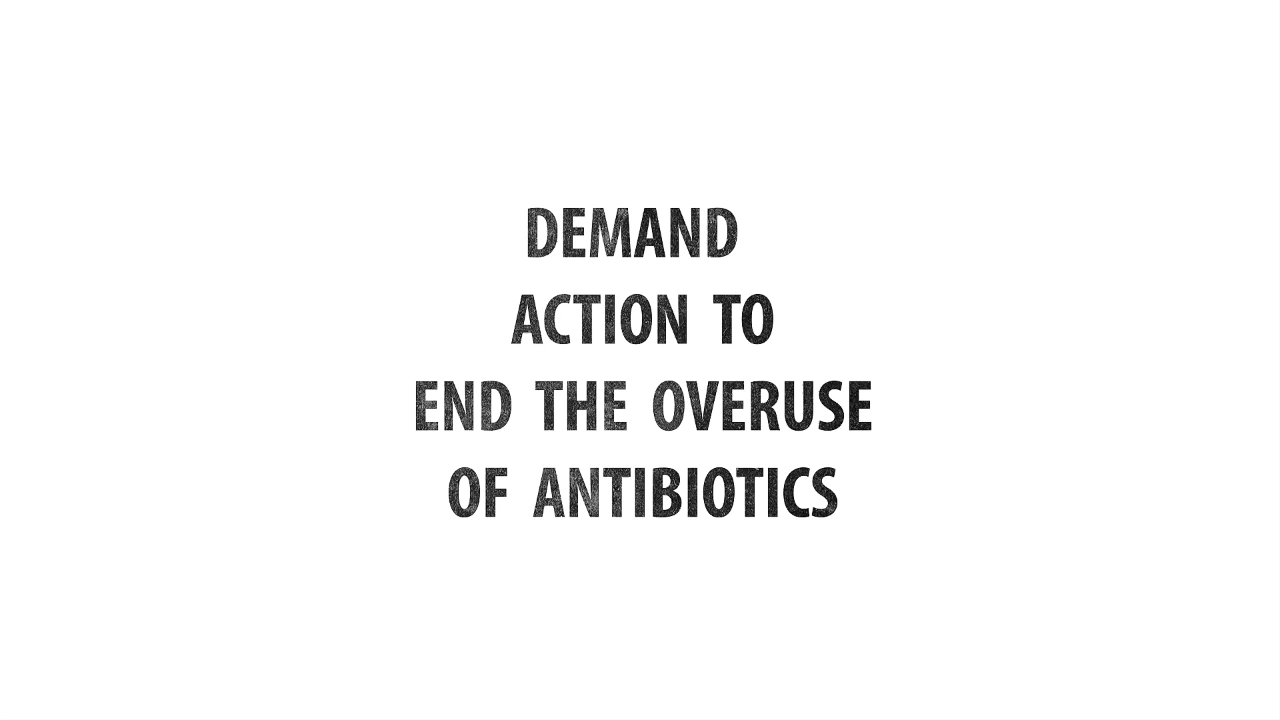 DEMAND
ACTION TO
END THE OVERUSE
OF ANTIBIOTICS